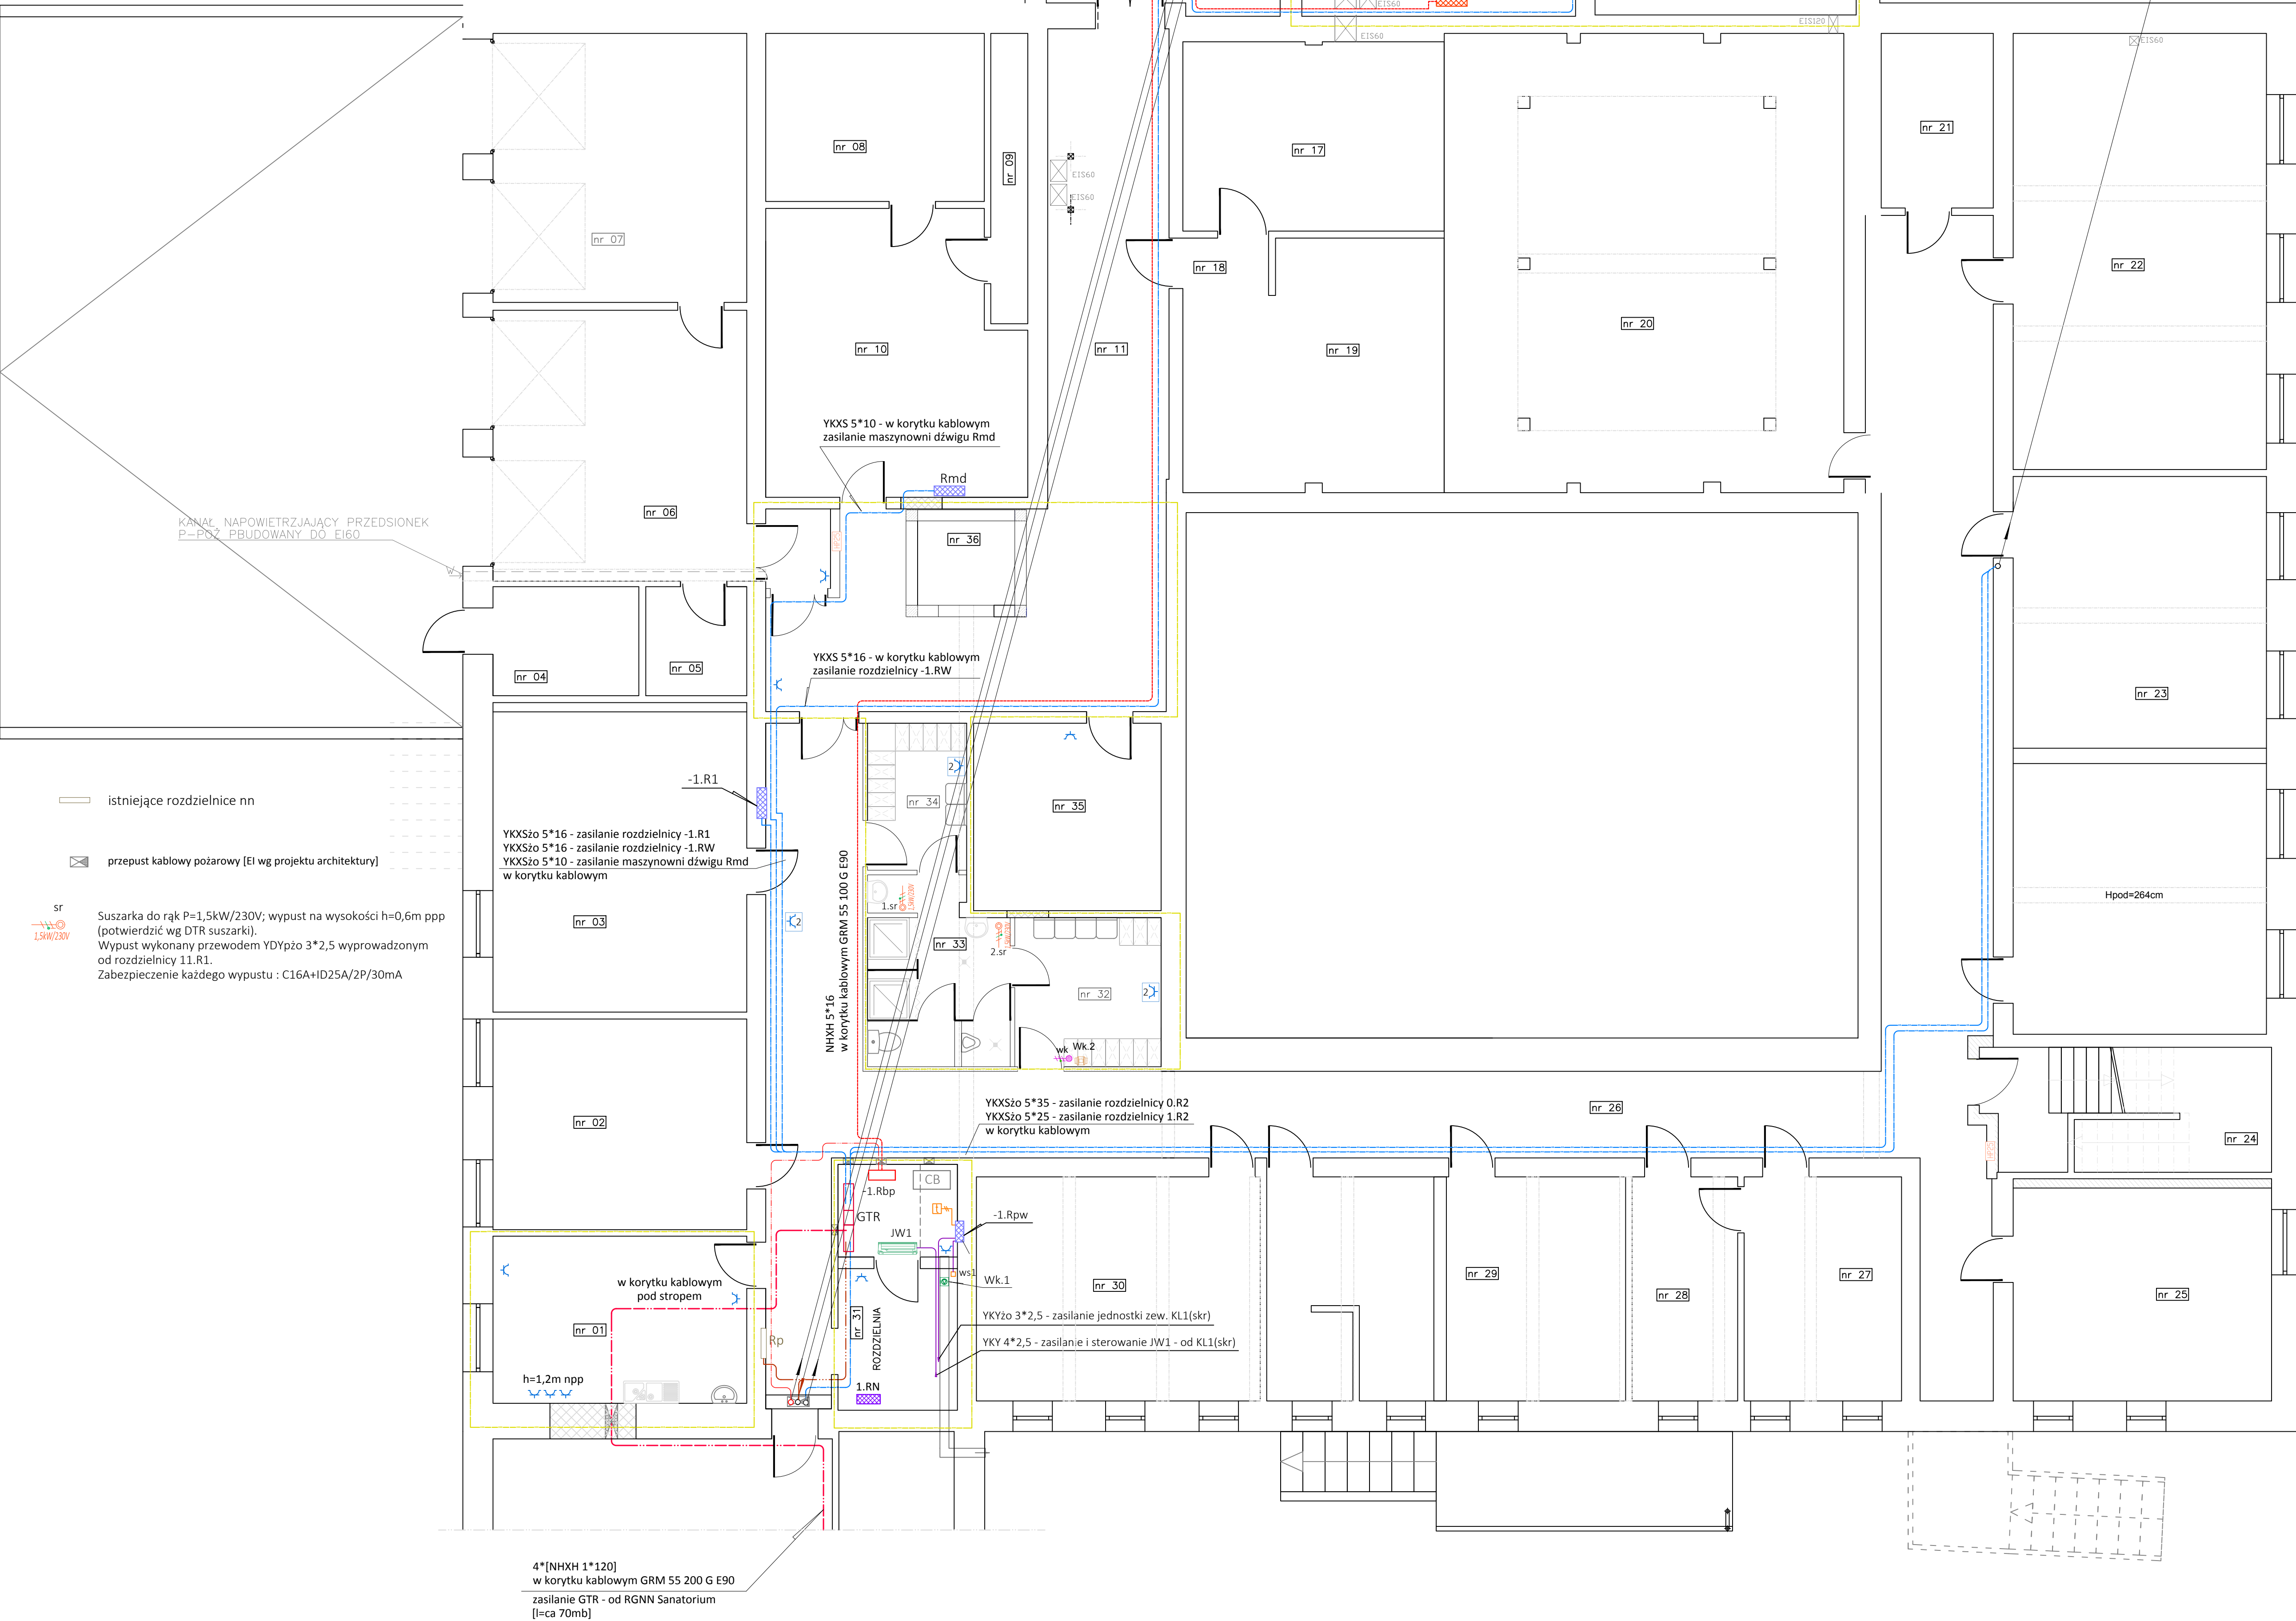 EIS60
EIS60
EIS120
EIS60
nr 08
nr 09
EIS60
EIS60
nr 17
nr 21
nr 07
nr 18
nr 22
nr 10
nr 11
nr 19
nr 20
YKXS 5*10 - w korytku kablowym
zasilanie maszynowni dźwigu Rmd
Rmd
nr 06
KANAŁ NAPOWIETRZJAJĄCY PRZEDSIONEK
P-POŻ PBUDOWANY DO EI60
W
nr 36
YKXS 5*16 - w korytku kablowym
zasilanie rozdzielnicy -1.RW
nr 04
nr 05
nr 23
-1.R1
2
nr 34
nr 35
istniejące rozdzielnice nn
YKXSżo 5*16 - zasilanie rozdzielnicy -1.R1
YKXSżo 5*16 - zasilanie rozdzielnicy -1.RW
YKXSżo 5*10 - zasilanie maszynowni dźwigu Rmd
w korytku kablowym
przepust kablowy pożarowy [EI wg projektu architektury]
NHXH 5*16
w korytku kablowym GRM 55 100 G E90
Hpod=264cm
sr
1,5kW/230V
Suszarka do rąk P=1,5kW/230V; wypust na wysokości h=0,6m ppp
(potwierdzić wg DTR suszarki).
Wypust wykonany przewodem YDYpżo 3*2,5 wyprowadzonym
od rozdzielnicy 11.R1.
Zabezpieczenie każdego wypustu : C16A+ID25A/2P/30mA
1.sr
1,5kW/230V
nr 03
2
nr 33
2.sr
1,5kW/230V
nr 32
2
wk
Wk.2
YKXSżo 5*35 - zasilanie rozdzielnicy 0.R2
YKXSżo 5*25 - zasilanie rozdzielnicy 1.R2
w korytku kablowym
nr 26
nr 02
nr 24
-1.Rbp
CB
GTR
-1.Rpw
JW1
ws1
Wk.1
nr 30
nr 29
nr 28
nr 27
nr 25
w korytku kablowym
pod stropem
nr 01
Rp
nr 31
ROZDZIELNIA
YKYżo 3*2,5 - zasilanie jednostki zew. KL1(skr)
YKY 4*2,5 - zasilanie i sterowanie JW1 - od KL1(skr)
h=1,2m npp
1.RN
4*[NHXH 1*120]
w korytku kablowym GRM 55 200 G E90
zasilanie GTR - od RGNN Sanatorium
[l=ca 70mb]